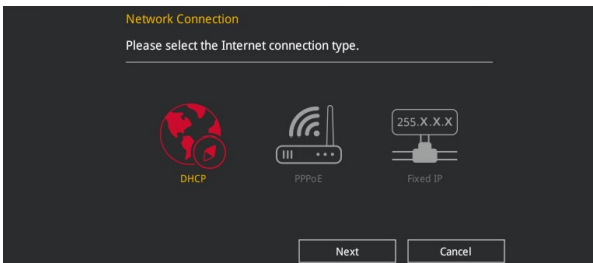 Network Connection
Please select the Internet connection type.
255.X.X.X
DHCP PPPoE Fixed IP
Next Cancel